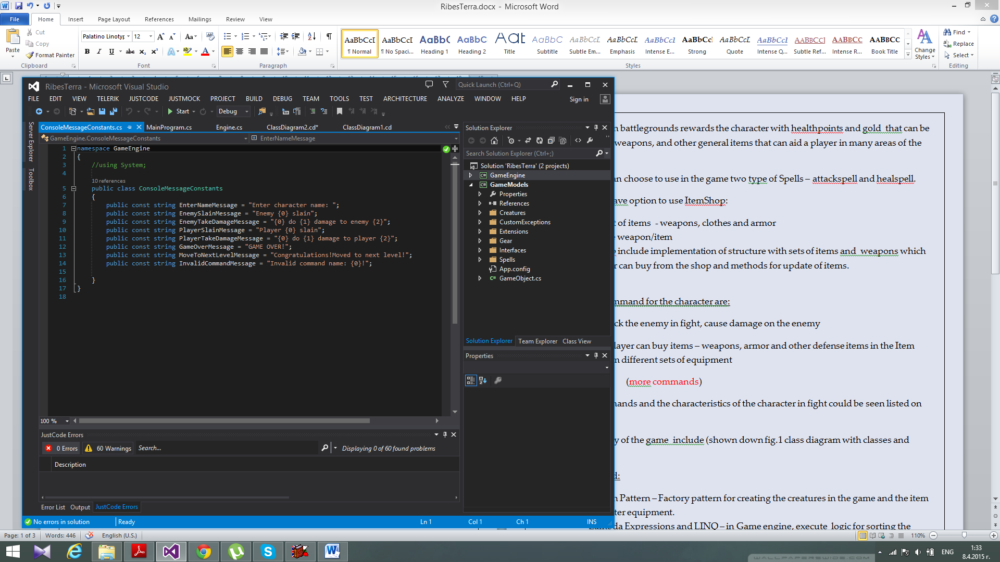 RibesTerra.docx - Microsoft Word
File Home Insert Page Layout References Mailings Review View
Paste
Cut
Copy
Format Painter
Clipboard
Palatino Linotyp 12
Font
Paragraph
AaBbCcI AaBbCcI AaBbC AaBbC AaB AaBbC AaBbCcL AaBbCcL AaBbCcI AaBbCc AaBbCcL AaBbCcI AABBCCI AABBCC AABBCC
¶ Normal ¶ No Spaci... Heading 1 Heading 2 Title Subtitle Subtle Em... Emphasis Intense E... Strong Quote Intense Q... Subtle Ref... Intense R... Book Title
Styles
Change Styles
Find
Replace
Select
Editing
RibesTerra - Microsoft Visual Studio
Quick Launch (Ctrl+Q)
FILE EDIT VIEW TELERIK JUSTCODE JUSTMOCK PROJECT BUILD DEBUG TEAM TOOLS TEST ARCHITECTURE ANALYZE WINDOW HELP Sign in
Start Debug
Server Explorer
Toolbox
ConsoleMessageConstants.cs MainProgram.cs Engine.cs ClassDiagram2.cd* ClassDiagram1.cd
GameEngine.ConsoleMessageConstants EnterNameMessage
1 namespace GameEngine
2 {
3 //using System;
4
10 references
5 public class ConsoleMessageConstants
6 {
7 public const string EnterNameMessage = "Enter character name: ";
8 public const string EnemySlainMessage = "Enemy {0} slain";
9 public const string EnemyTakeDamageMessage = "{0} do {1} damage to enemy {2}";
10 public const string PlayerSlainMessage = "Player {0} slain";
11 public const string PlayerTakeDamageMessage = "{0} do {1} damage to player {2}";
12 public const string GameOverMessage = "GAME OVER!";
13 public const string MoveToNextLevelMessage = "Congratulations!Moved to next level!";
14 public const string InvalidCommandMessage = "Invalid command name: {0}!";
15
16 }
17 }
18
100 %
JustCode Errors
0 Errors 60 Warnings Search... Displaying 0 of 60 found problems
Description
Error List Output JustCode Errors
No errors in solution Ready Ln 1 Col 1 Ch 1 INS
Solution Explorer
Search Solution Explorer (Ctrl+;)
Solution 'RibesTerra' (2 projects)
GameEngine
GameModels
Properties
References
Creatures
CustomExceptions
Extensions
Gear
Interfaces
Spells
App.config
GameObject.cs
Solution Explorer Team Explorer Class View
Properties
n battlegrounds rewards the character with healthpoints and gold that can be
weapons, and other general items that can aid a player in many areas of the
n choose to use in the game two type of Spells – attackspell and healspell.
ave option to use ItemShop:
t of items - weapons, clothes and armor
weapon/item
include implementation of structure with sets of items and weapons which
r can buy from the shop and methods for update of items.
mmand for the character are:
ck the enemy in fight, cause damage on the enemy
layer can buy items – weapons, armor and other defense items in the Item
m different sets of equipment
(more commands)
nands and the characteristics of the character in fight could be seen listed on
y of the game include (shown down fig.1 class diagram with classes and
d:
n Pattern – Factory pattern for creating the creatures in the game and the item
ter equipment.
Lambda Expressions and LINQ – in Game engine, execute logic for sorting the
Page: 1 of 3 Words: 446 English (U.S.) 110%
WALLPAPERSWIDE.COM
ENG
1:33
8.4.2015 г.